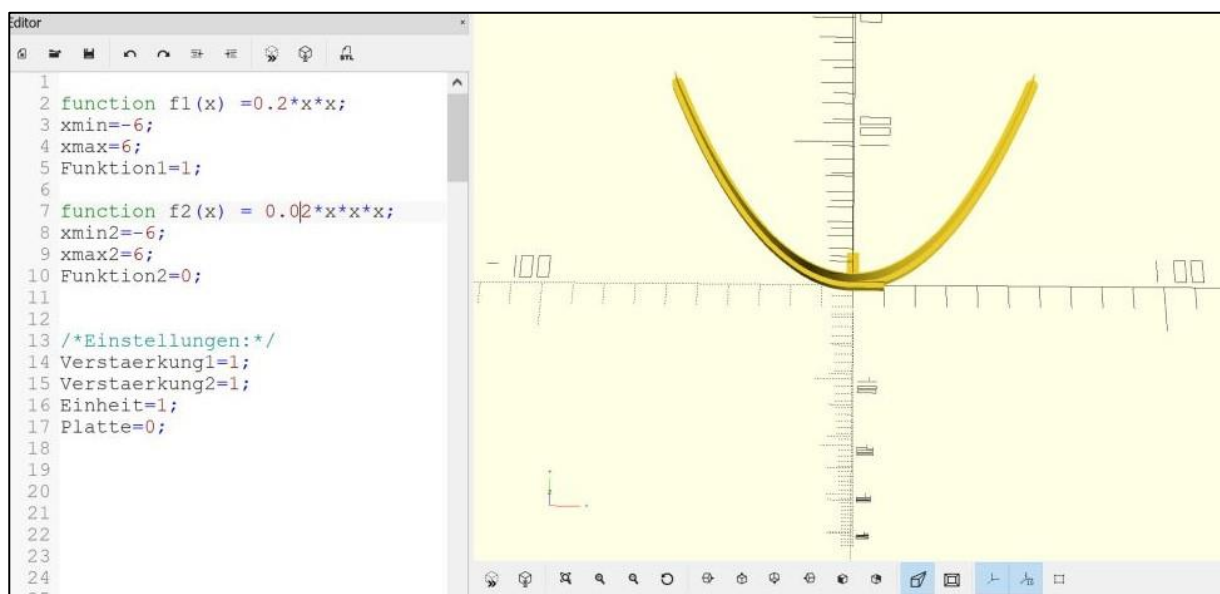 Editor
STL
1
2 function f1(x) =0.2*x*x;
3 xmin=-6;
4 xmax=6;
5 Funktion1=1;
6
7 function f2(x) = 0.02*x*x*x;
8 xmin2=-6;
9 xmax2=6;
10 Funktion2=0;
11
12
13 /*Einstellungen:*/
14 Verstaerkung1=1;
15 Verstaerkung2=1;
16 Einheit=1;
17 Platte=0;
18
19
20
21
22
23
24
-100
100